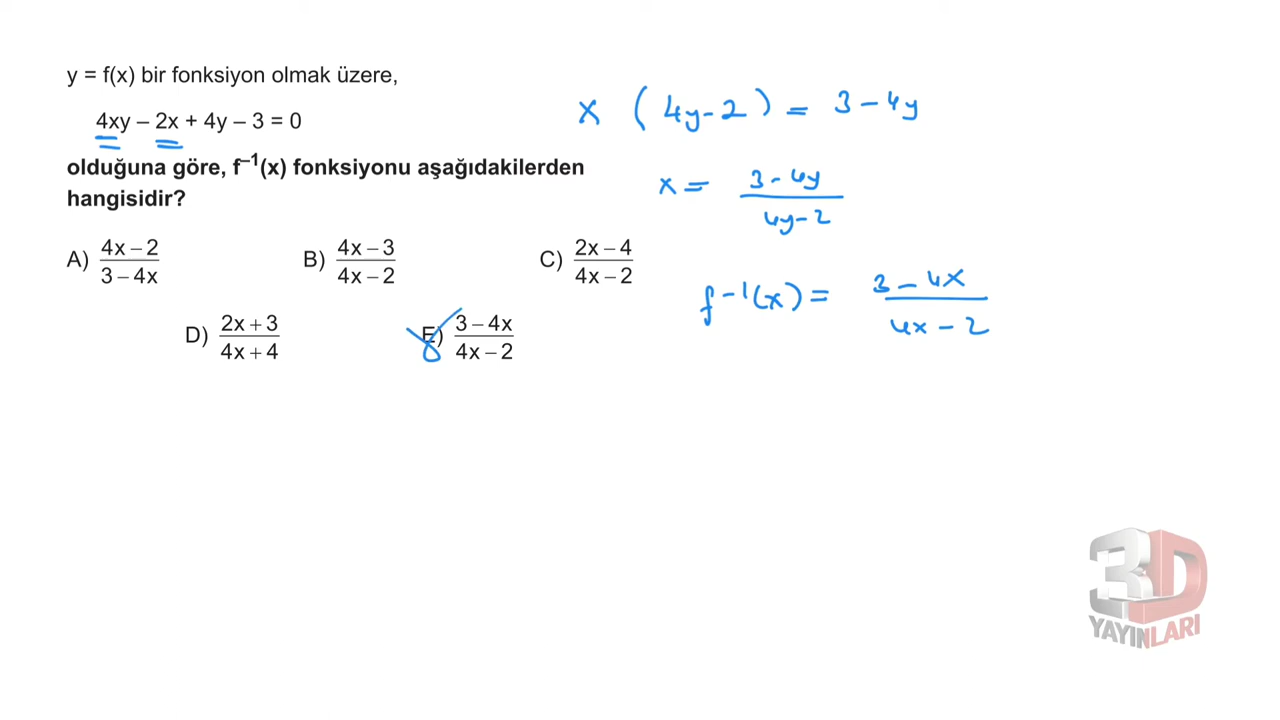 y = f(x) bir fonksiyon olmak üzere,
4xy – 2x + 4y – 3 = 0
olduğuna göre, f⁻¹(x) fonksiyonu aşağıdakilerden
hangisidir?
A) (4x – 2)/(3 – 4x) B) (4x – 3)/(4x – 2) C) (2x – 4)/(4x – 2)
D) (2x + 3)/(4x + 4) E) (3 – 4x)/(4x – 2)
x (4y – 2) = 3 – 4y
x = (3 – 4y)/(4y – 2)
f⁻¹(x) = (3 – 4x)/(4x – 2)
3D
YAYINLARI